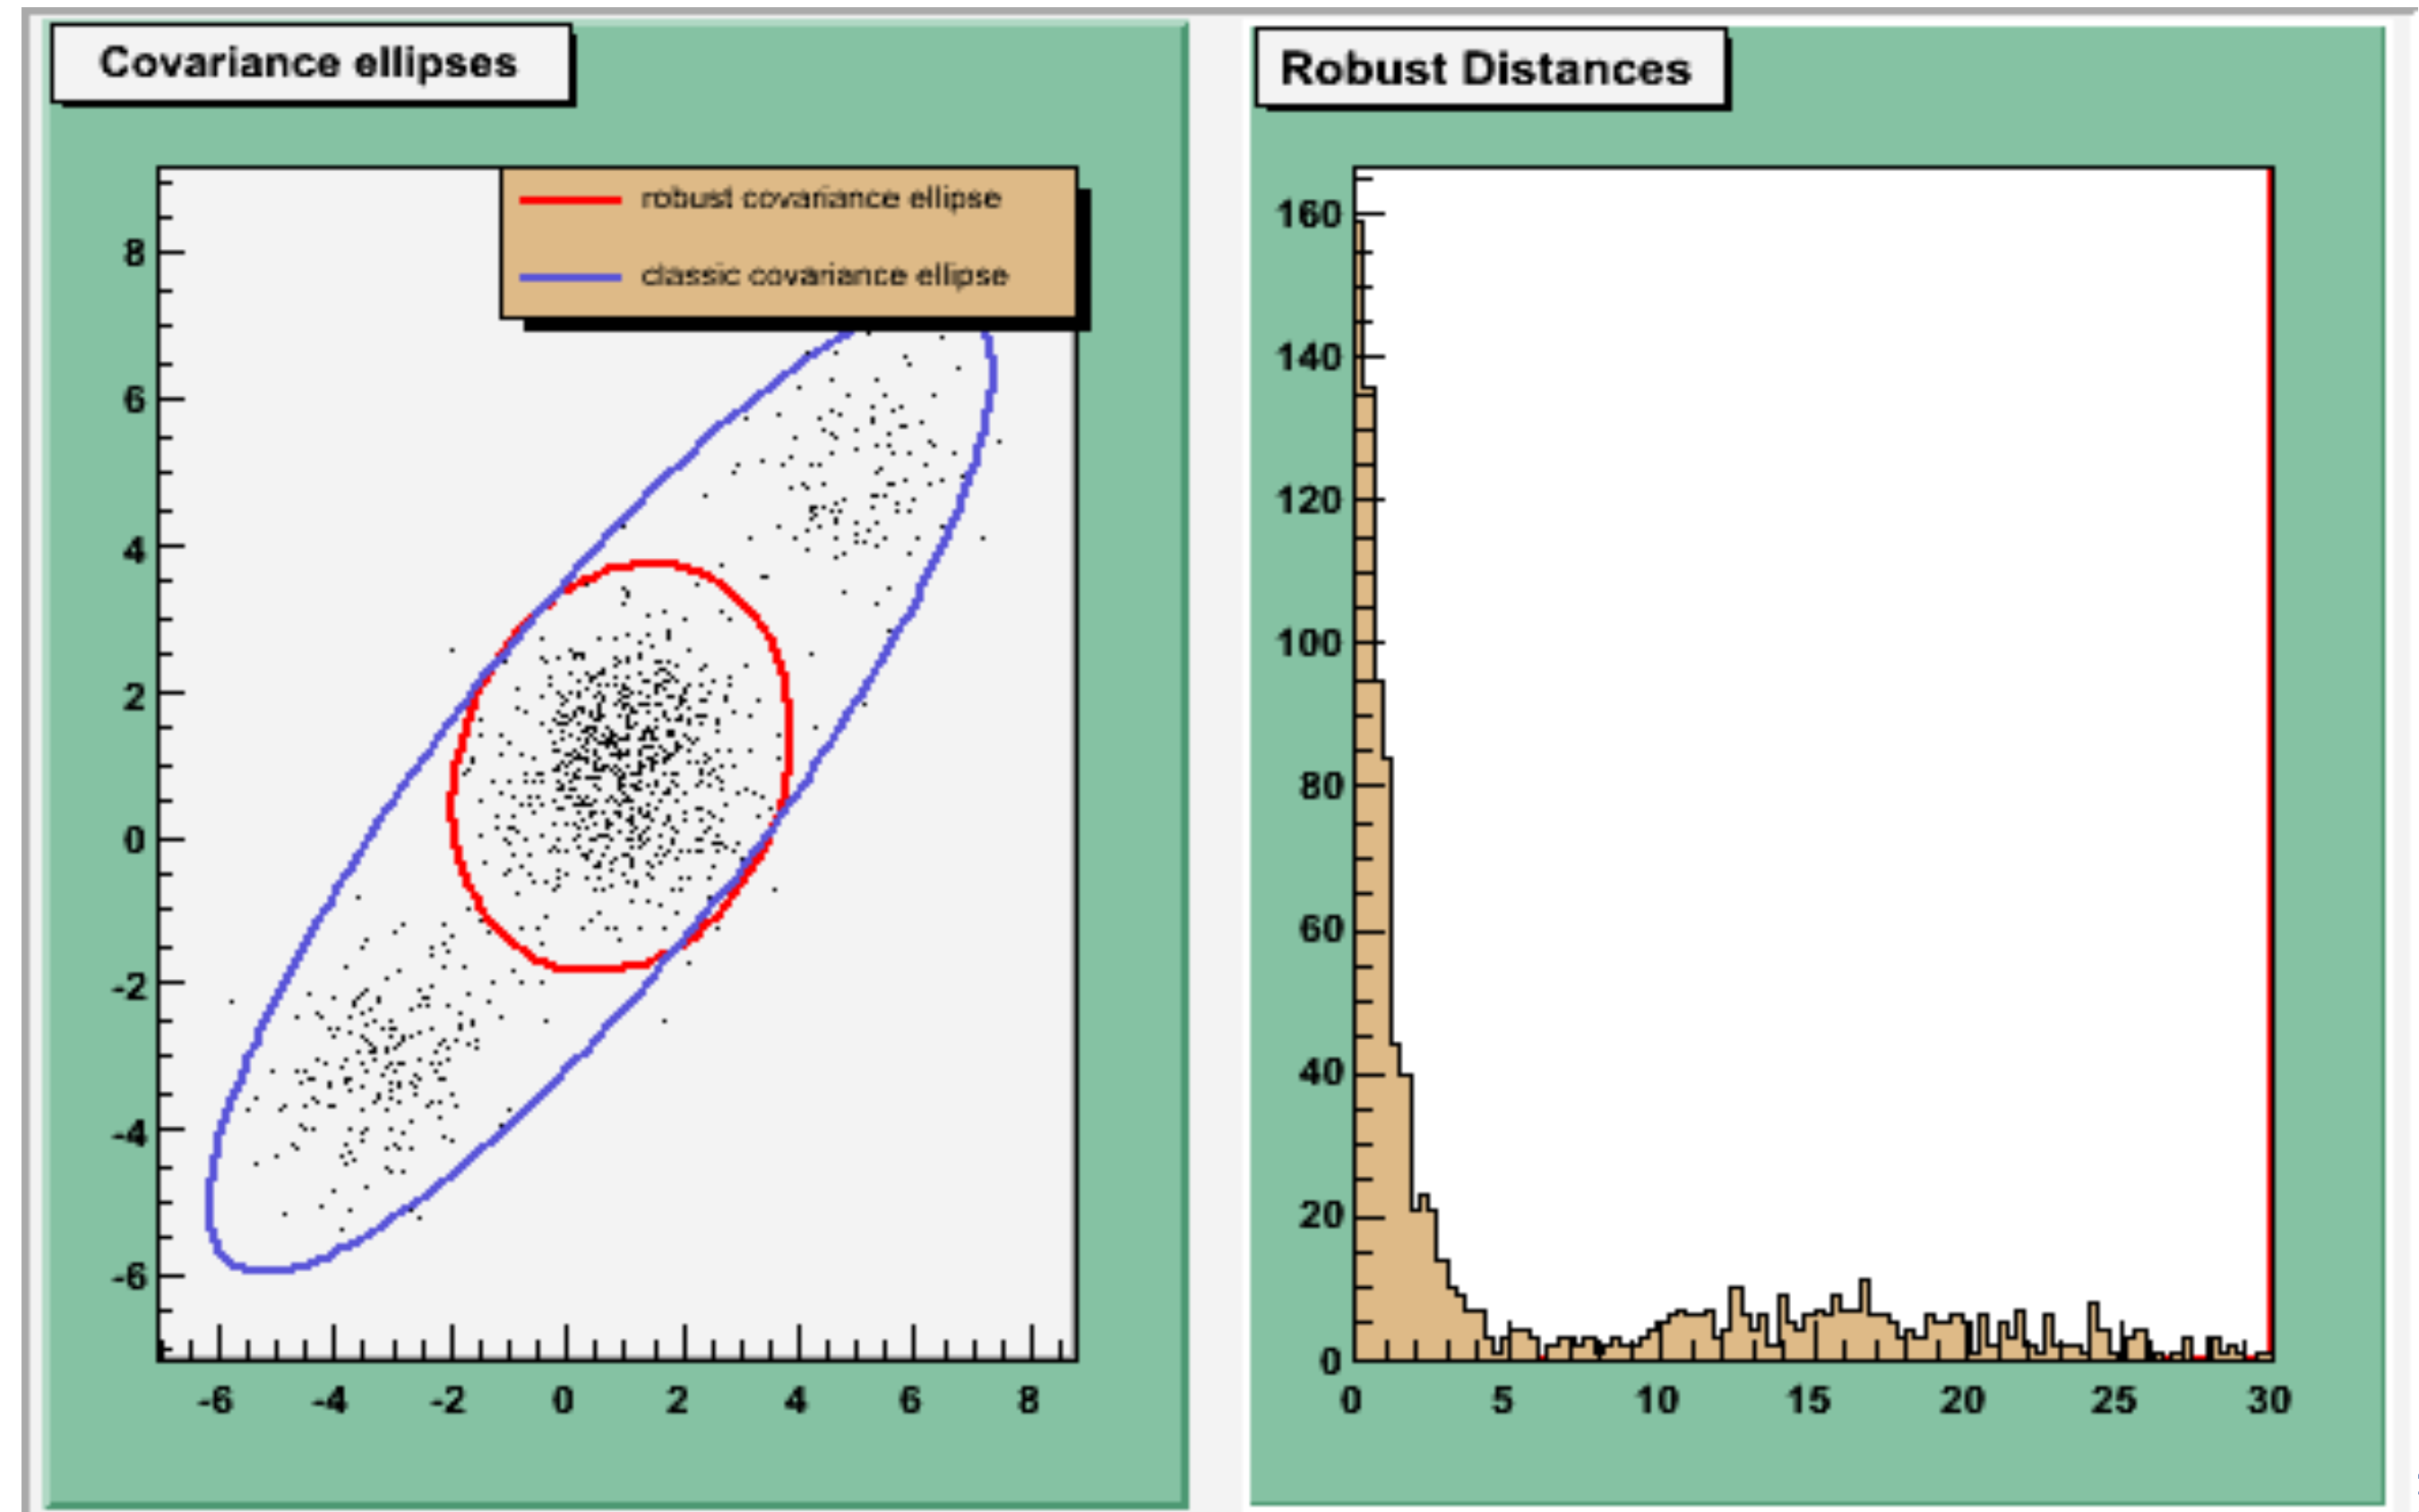 Covariance ellipses
robust covariance ellipse
classic covariance ellipse
8
6
4
2
0
-2
-4
-6
-6 -4 -2 0 2 4 6 8
Robust Distances
160
140
120
100
80
60
40
20
0
0 5 10 15 20 25 30